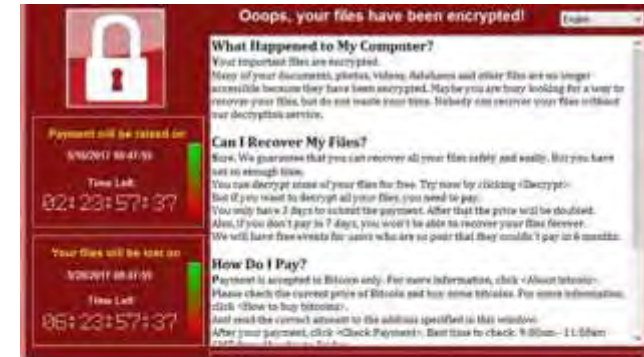 Ooops, your files have been encrypted!
English
What Happened to My Computer?
Your important files are encrypted.
Many of your documents, photos, videos, databases and other files are no longer
accessible because they have been encrypted. Maybe you are busy looking for a way to
recover your files, but do not waste your time. Nobody can recover your files without
our decryption service.
Can I Recover My Files?
Sure. We guarantee that you can recover all your files safely and easily. But you have
not so enough time.
You can decrypt some of your files for free. Try now by clicking <Decrypt>.
But if you want to decrypt all your files, you need to pay.
You only have 3 days to submit the payment. After that the price will be doubled.
Also, if you don't pay in 7 days, you won't be able to recover your files forever.
We will have free events for users who are so poor that they couldn't pay in 6 months.
How Do I Pay?
Payment is accepted in Bitcoin only. For more information, click <About bitcoin>.
Please check the current price of Bitcoin and buy some bitcoins. For more information,
click <How to buy bitcoins>.
And send the correct amount to the address specified in this window.
After your payment, click <Check Payment>. Best time to check: 9:00am - 11:00am
Payment will be raised on
Time Left
02:23:57:37
Your files will be lost on
Time Left
06:23:57:37